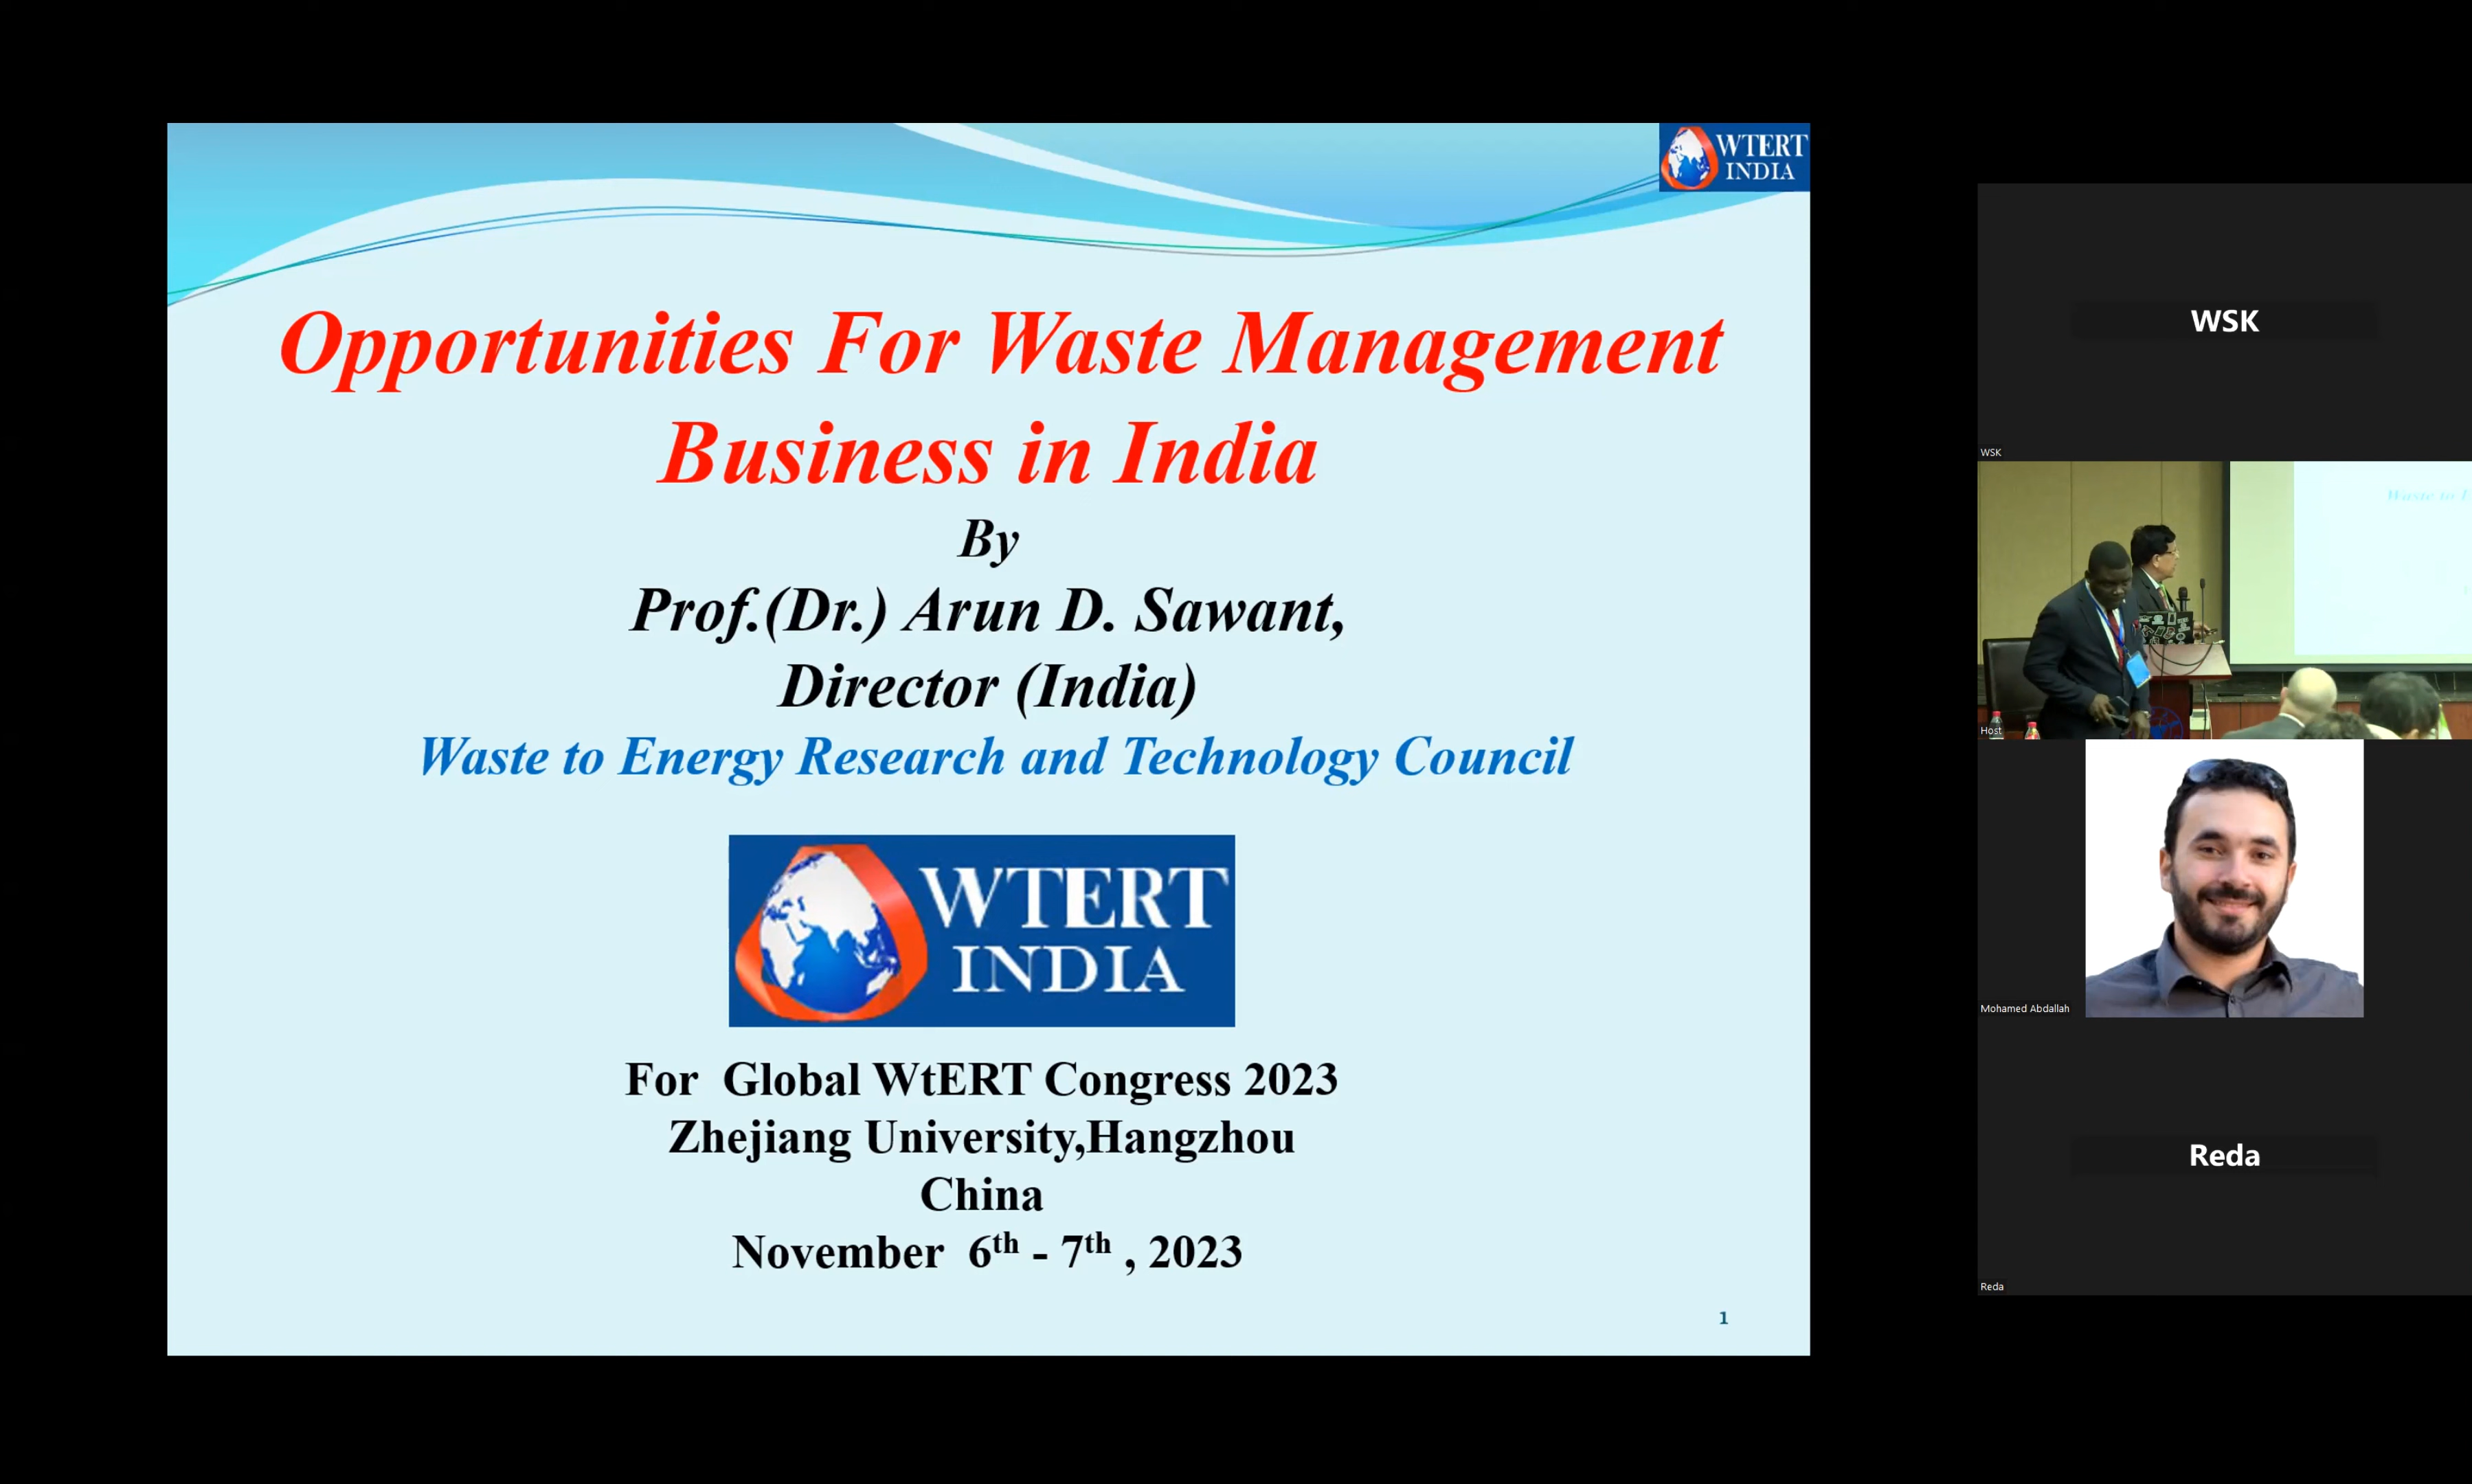 WTERT
INDIA
Opportunities For Waste Management
Business in India
By
Prof.(Dr.) Arun D. Sawant,
Director (India)
Waste to Energy Research and Technology Council
WTERT
INDIA
For Global WtERT Congress 2023
Zhejiang University,Hangzhou
China
November 6th - 7th , 2023
1
WSK
WSK
Waste to E
Host
Mohamed Abdallah
Reda
Reda